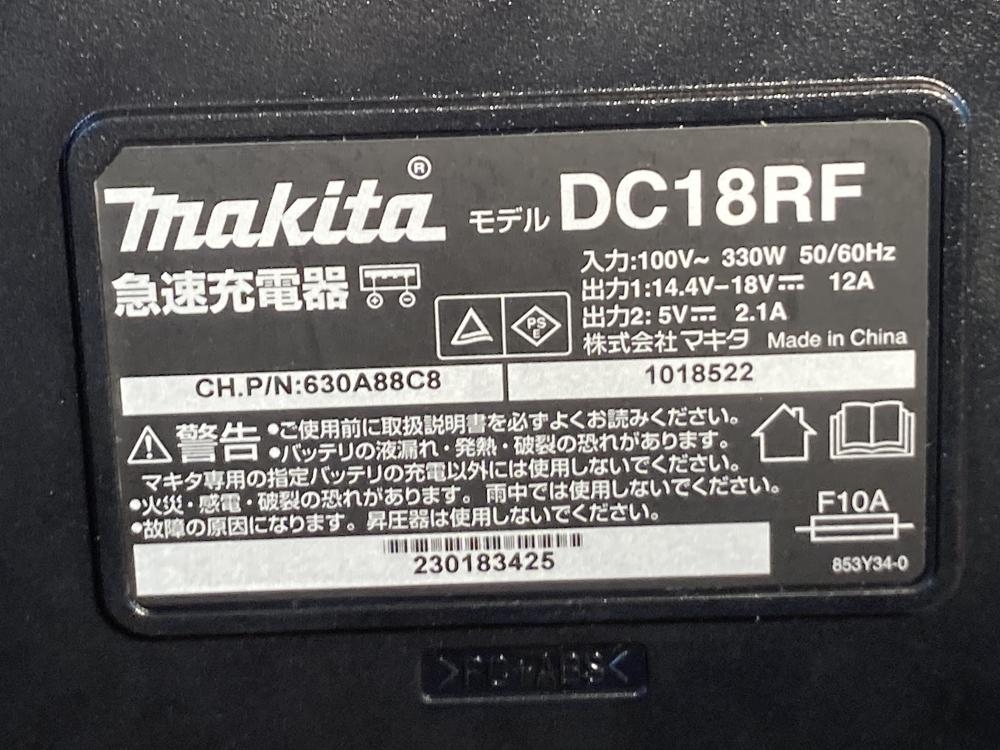 makita®
モデル DC18RF
急速充電器
入力:100V~ 330W 50/60Hz
出力1:14.4V-18V⎓ 12A
出力2: 5V⎓ 2.1A
PS
E
株式会社マキタ Made in China
CH.P/N:630A88C8
1018522
警告
•ご使用前に取扱説明書を必ずよくお読みください。
•バッテリの液漏れ・発熱・破裂の恐れがあります。
マキタ専用の指定バッテリの充電以外には使用しないでください。
•火災・感電・破裂の恐れがあります。雨中では使用しないでください。
•故障の原因になります。昇圧器は使用しないでください。
F10A
230183425
853Y34-0
>PC+ABS<